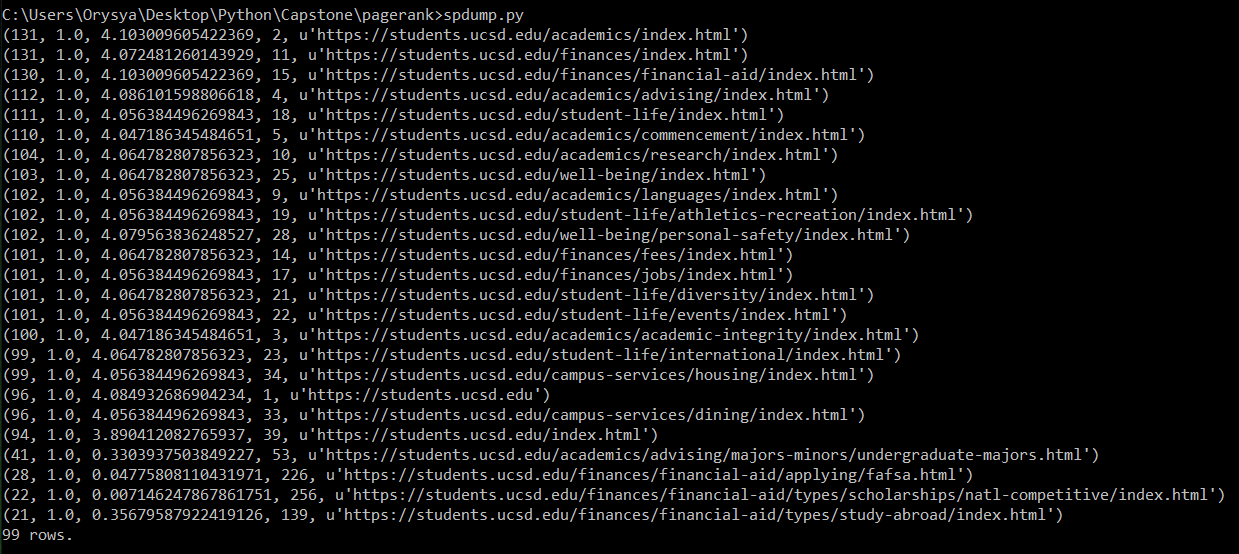 C:\Users\Orysya\Desktop\Python\Capstone\pagerank>spdump.py
(131, 1.0, 4.103009605422369, 2, u'https://students.ucsd.edu/academics/index.html')
(131, 1.0, 4.072481260143929, 11, u'https://students.ucsd.edu/finances/index.html')
(130, 1.0, 4.103009605422369, 15, u'https://students.ucsd.edu/finances/financial-aid/index.html')
(112, 1.0, 4.086101598806618, 4, u'https://students.ucsd.edu/academics/advising/index.html')
(111, 1.0, 4.056384496269843, 18, u'https://students.ucsd.edu/student-life/index.html')
(110, 1.0, 4.047186345484651, 5, u'https://students.ucsd.edu/academics/commencement/index.html')
(104, 1.0, 4.064782807856323, 10, u'https://students.ucsd.edu/academics/research/index.html')
(103, 1.0, 4.064782807856323, 25, u'https://students.ucsd.edu/well-being/index.html')
(102, 1.0, 4.056384496269843, 9, u'https://students.ucsd.edu/academics/languages/index.html')
(102, 1.0, 4.056384496269843, 19, u'https://students.ucsd.edu/student-life/athletics-recreation/index.html')
(102, 1.0, 4.079563836248527, 28, u'https://students.ucsd.edu/well-being/personal-safety/index.html')
(101, 1.0, 4.064782807856323, 14, u'https://students.ucsd.edu/finances/fees/index.html')
(101, 1.0, 4.056384496269843, 17, u'https://students.ucsd.edu/finances/jobs/index.html')
(101, 1.0, 4.064782807856323, 21, u'https://students.ucsd.edu/student-life/diversity/index.html')
(101, 1.0, 4.056384496269843, 22, u'https://students.ucsd.edu/student-life/events/index.html')
(100, 1.0, 4.047186345484651, 3, u'https://students.ucsd.edu/academics/academic-integrity/index.html')
(99, 1.0, 4.064782807856323, 23, u'https://students.ucsd.edu/student-life/international/index.html')
(99, 1.0, 4.056384496269843, 34, u'https://students.ucsd.edu/campus-services/housing/index.html')
(96, 1.0, 4.084932686904234, 1, u'https://students.ucsd.edu')
(96, 1.0, 4.056384496269843, 33, u'https://students.ucsd.edu/campus-services/dining/index.html')
(94, 1.0, 3.890412082765937, 39, u'https://students.ucsd.edu/index.html')
(41, 1.0, 0.3303937503849227, 53, u'https://students.ucsd.edu/academics/advising/majors-minors/undergraduate-majors.html')
(28, 1.0, 0.04775808110431971, 226, u'https://students.ucsd.edu/finances/financial-aid/applying/fafsa.html')
(22, 1.0, 0.007146247867861751, 256, u'https://students.ucsd.edu/finances/financial-aid/types/scholarships/natl-competitive/index.html')
(21, 1.0, 0.35679587922419126, 139, u'https://students.ucsd.edu/finances/financial-aid/types/study-abroad/index.html')
99 rows.